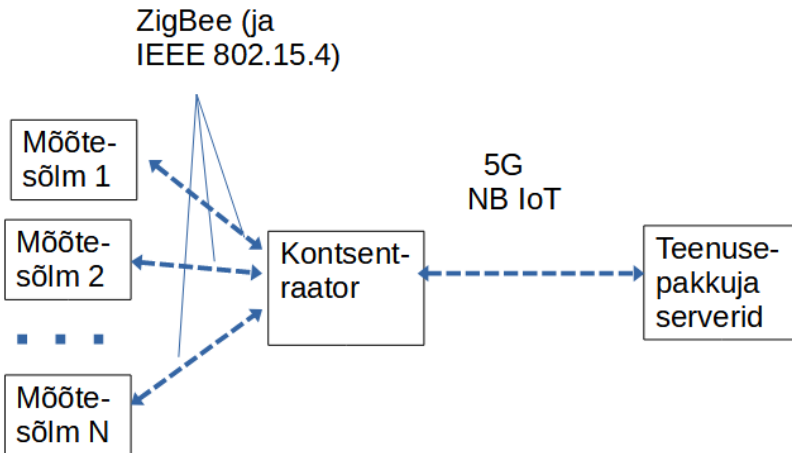 ZigBee (ja
IEEE 802.15.4)
Mõõte-
sõlm 1
5G
NB IoT
Mõõte-
sõlm 2
Kontsent-
raator
Teenuse-
pakkuja
serverid
Mõõte-
sõlm N